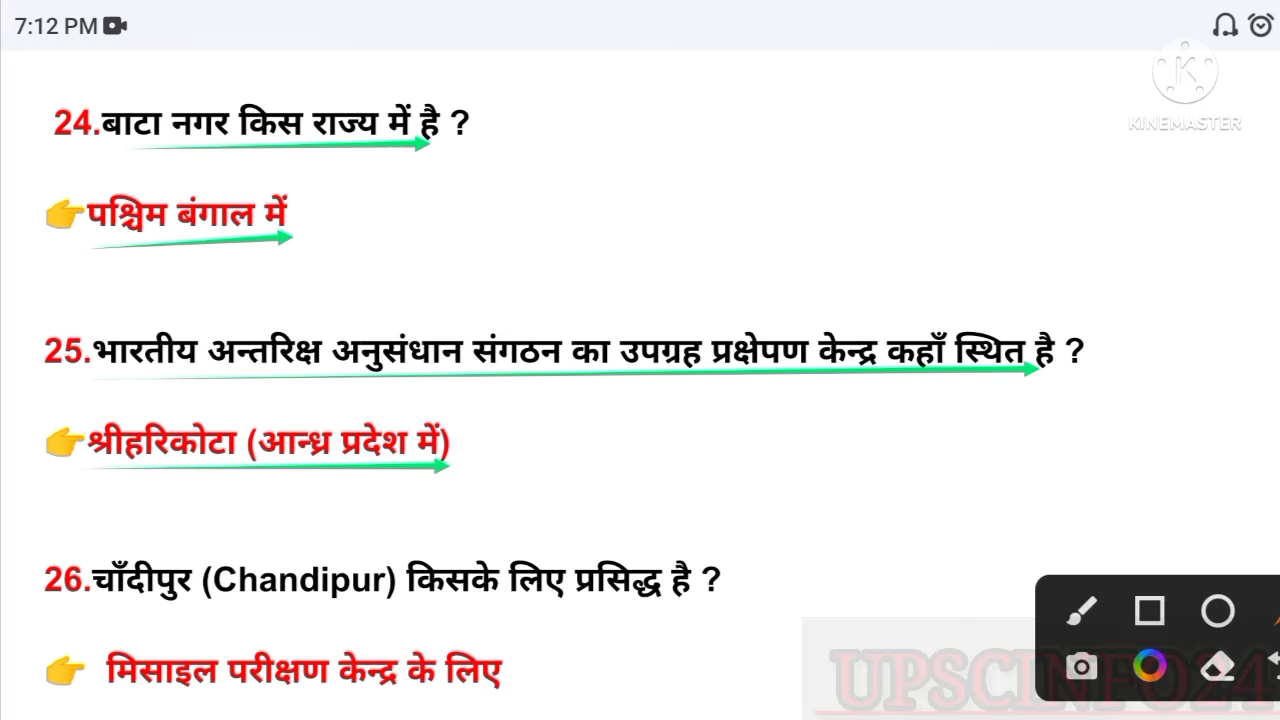 7:12 PM
KINEMASTER
24.बाटा नगर किस राज्य में है ?
👉पश्चिम बंगाल में
25.भारतीय अन्तरिक्ष अनुसंधान संगठन का उपग्रह प्रक्षेपण केन्द्र कहाँ स्थित है ?
👉श्रीहरिकोटा (आन्ध्र प्रदेश में)
26.चाँदीपुर (Chandipur) किसके लिए प्रसिद्ध है ?
👉 मिसाइल परीक्षण केन्द्र के लिए
UPSCINFO24